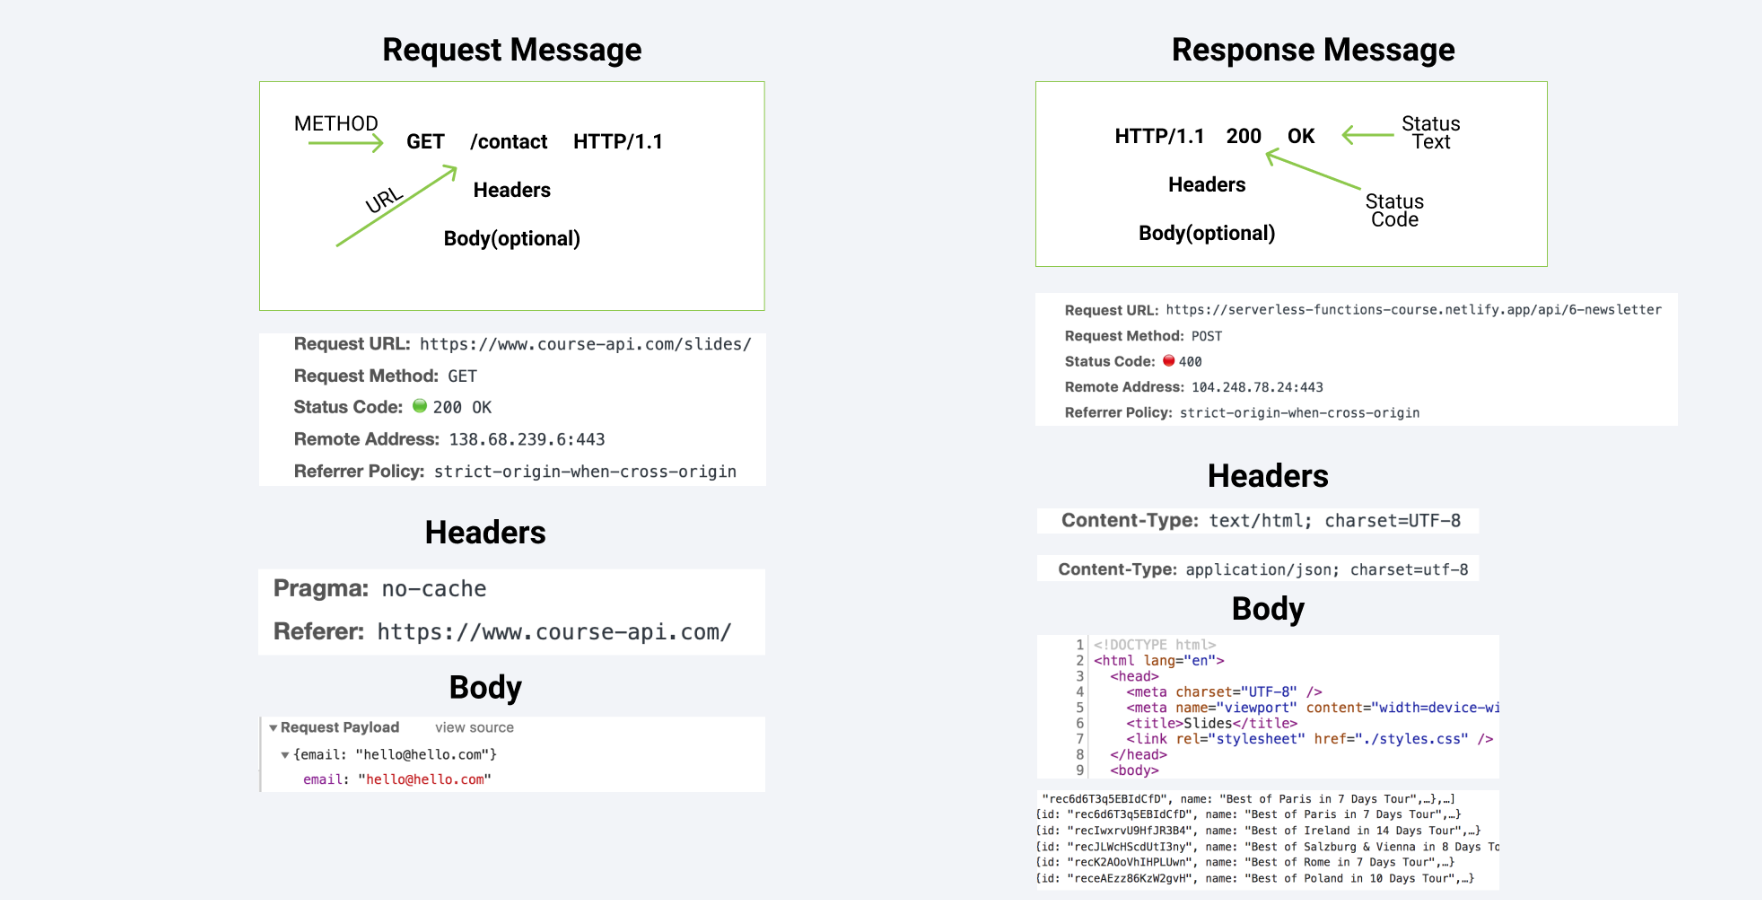 Request Message
METHOD
GET /contact HTTP/1.1
URL
Headers
Body(optional)
Request URL: https://www.course-api.com/slides/
Request Method: GET
Status Code: 200 OK
Remote Address: 138.68.239.6:443
Referrer Policy: strict-origin-when-cross-origin
Headers
Pragma: no-cache
Referer: https://www.course-api.com/
Body
Request Payload view source
{email: "hello@hello.com"}
email: "hello@hello.com"
Response Message
HTTP/1.1 200 OK
Status
Text
Headers
Status
Code
Body(optional)
Request URL: https://serverless-functions-course.netlify.app/api/6-newsletter
Request Method: POST
Status Code: 400
Remote Address: 104.248.78.24:443
Referrer Policy: strict-origin-when-cross-origin
Headers
Content-Type: text/html; charset=UTF-8
Content-Type: application/json; charset=utf-8
Body
1 <!DOCTYPE html>
2 <html lang="en">
3 <head>
4 <meta charset="UTF-8" />
5 <meta name="viewport" content="width=device-wi
6 <title>Slides</title>
7 <link rel="stylesheet" href="./styles.css" />
8 </head>
9 <body>
"rec6d6T3q5EBIdCfD", name: "Best of Paris in 7 Days Tour",…},…]
{id: "rec6d6T3q5EBIdCfD", name: "Best of Paris in 7 Days Tour",…}
{id: "recIwxrvU9HfJR3B4", name: "Best of Ireland in 14 Days Tour",…}
{id: "recJLWcHScdUtI3ny", name: "Best of Salzburg & Vienna in 8 Days To
{id: "recK2AOoVhIHPLUwn", name: "Best of Rome in 7 Days Tour",…}
{id: "receAEzz86KzW2gvH", name: "Best of Poland in 10 Days Tour",…}